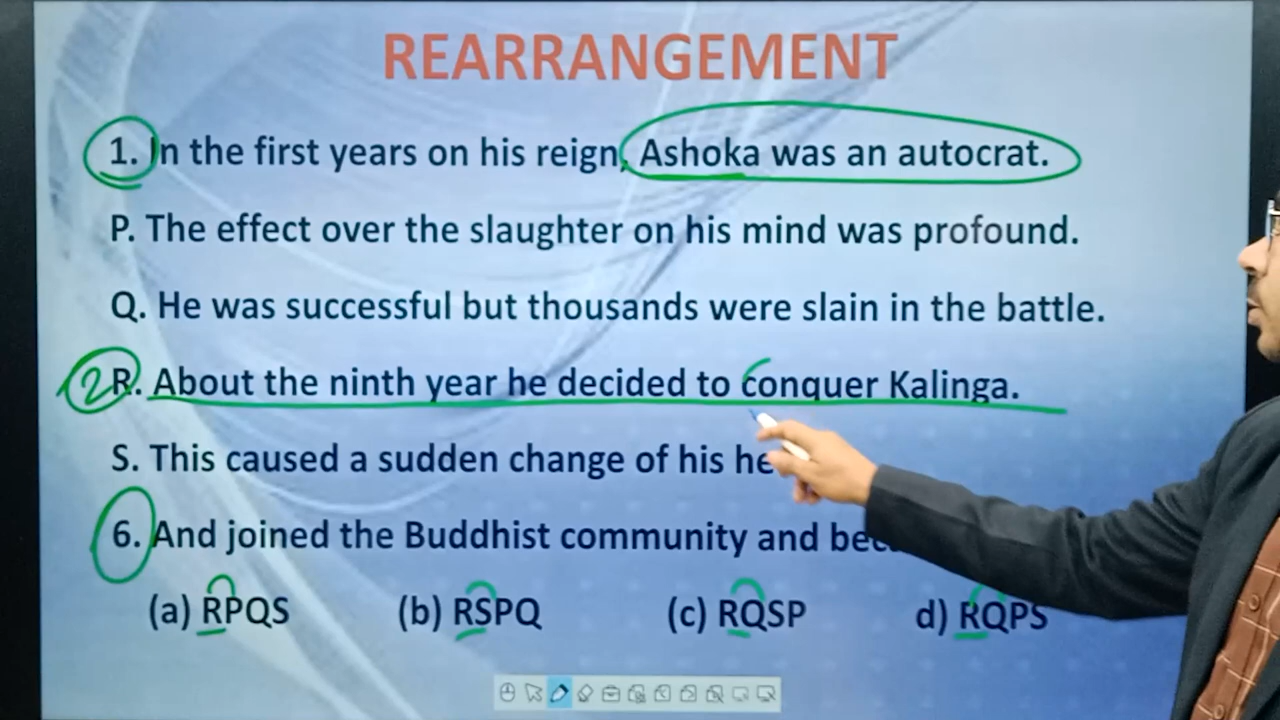 REARRANGEMENT
1. In the first years on his reign, Ashoka was an autocrat.
P. The effect over the slaughter on his mind was profound.
Q. He was successful but thousands were slain in the battle.
2 R. About the ninth year he decided to conquer Kalinga.
S. This caused a sudden change of his
6. And joined the Buddhist community and
(a) RPQS (b) RSPQ (c) RQSP d) RQPS